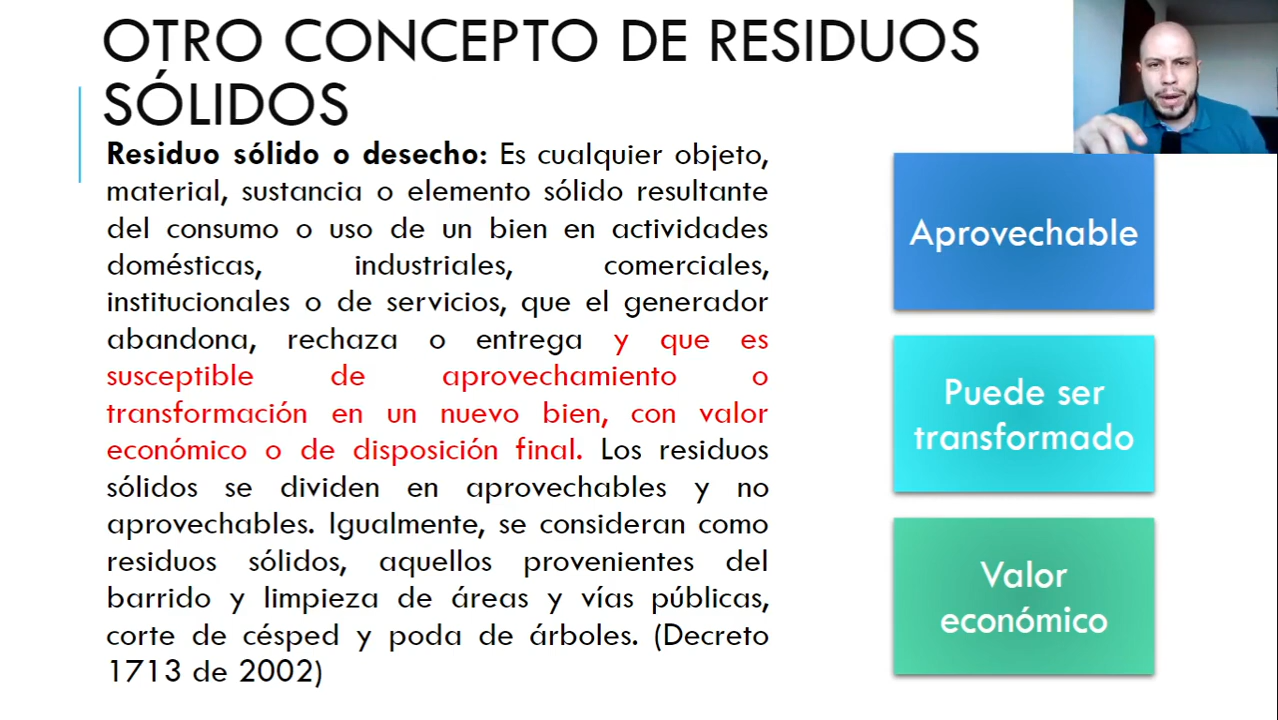 OTRO CONCEPTO DE RESIDUOS
SÓLIDOS
Residuo sólido o desecho: Es cualquier objeto,
material, sustancia o elemento sólido resultante
del consumo o uso de un bien en actividades
domésticas, industriales, comerciales,
institucionales o de servicios, que el generador
abandona, rechaza o entrega y que es
susceptible de aprovechamiento o
transformación en un nuevo bien, con valor
económico o de disposición final. Los residuos
sólidos se dividen en aprovechables y no
aprovechables. Igualmente, se consideran como
residuos sólidos, aquellos provenientes del
barrido y limpieza de áreas y vías públicas,
corte de césped y poda de árboles. (Decreto
1713 de 2002)
Aprovechable
Puede ser
transformado
Valor
económico